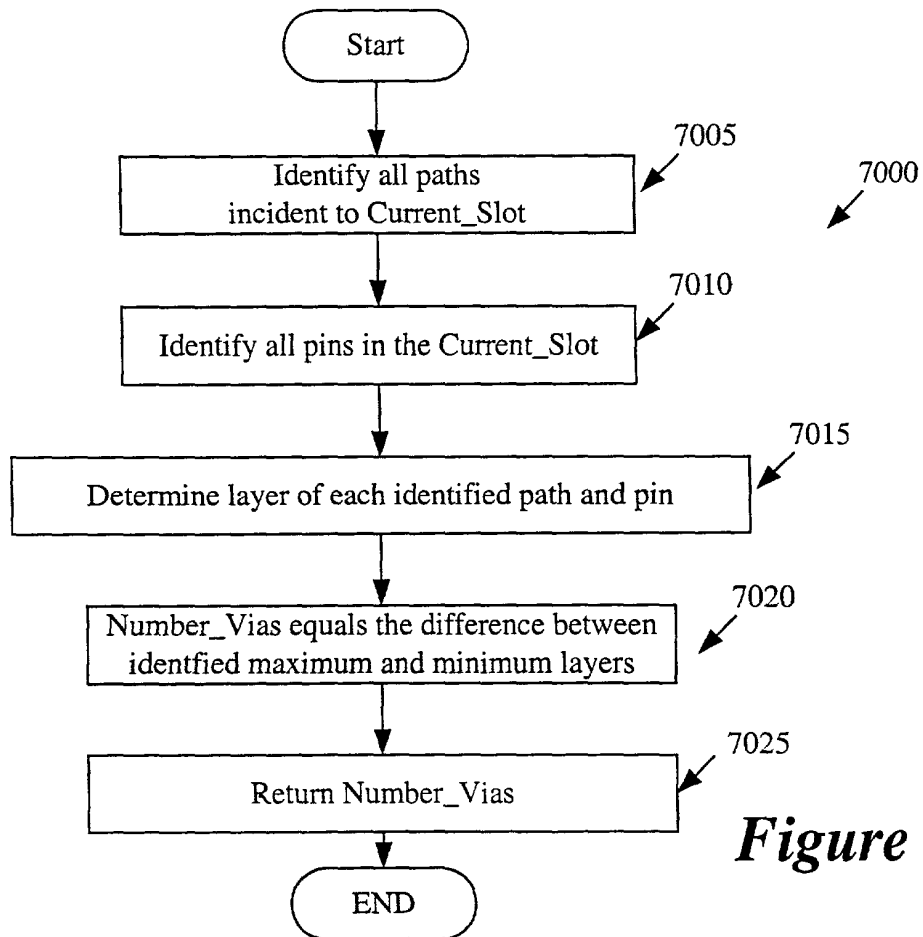 Start
7005
Identify all paths
incident to Current_Slot
7000
7010
Identify all pins in the Current_Slot
7015
Determine layer of each identified path and pin
7020
Number_Vias equals the difference between
identfied maximum and minimum layers
7025
Return Number_Vias
Figure
END